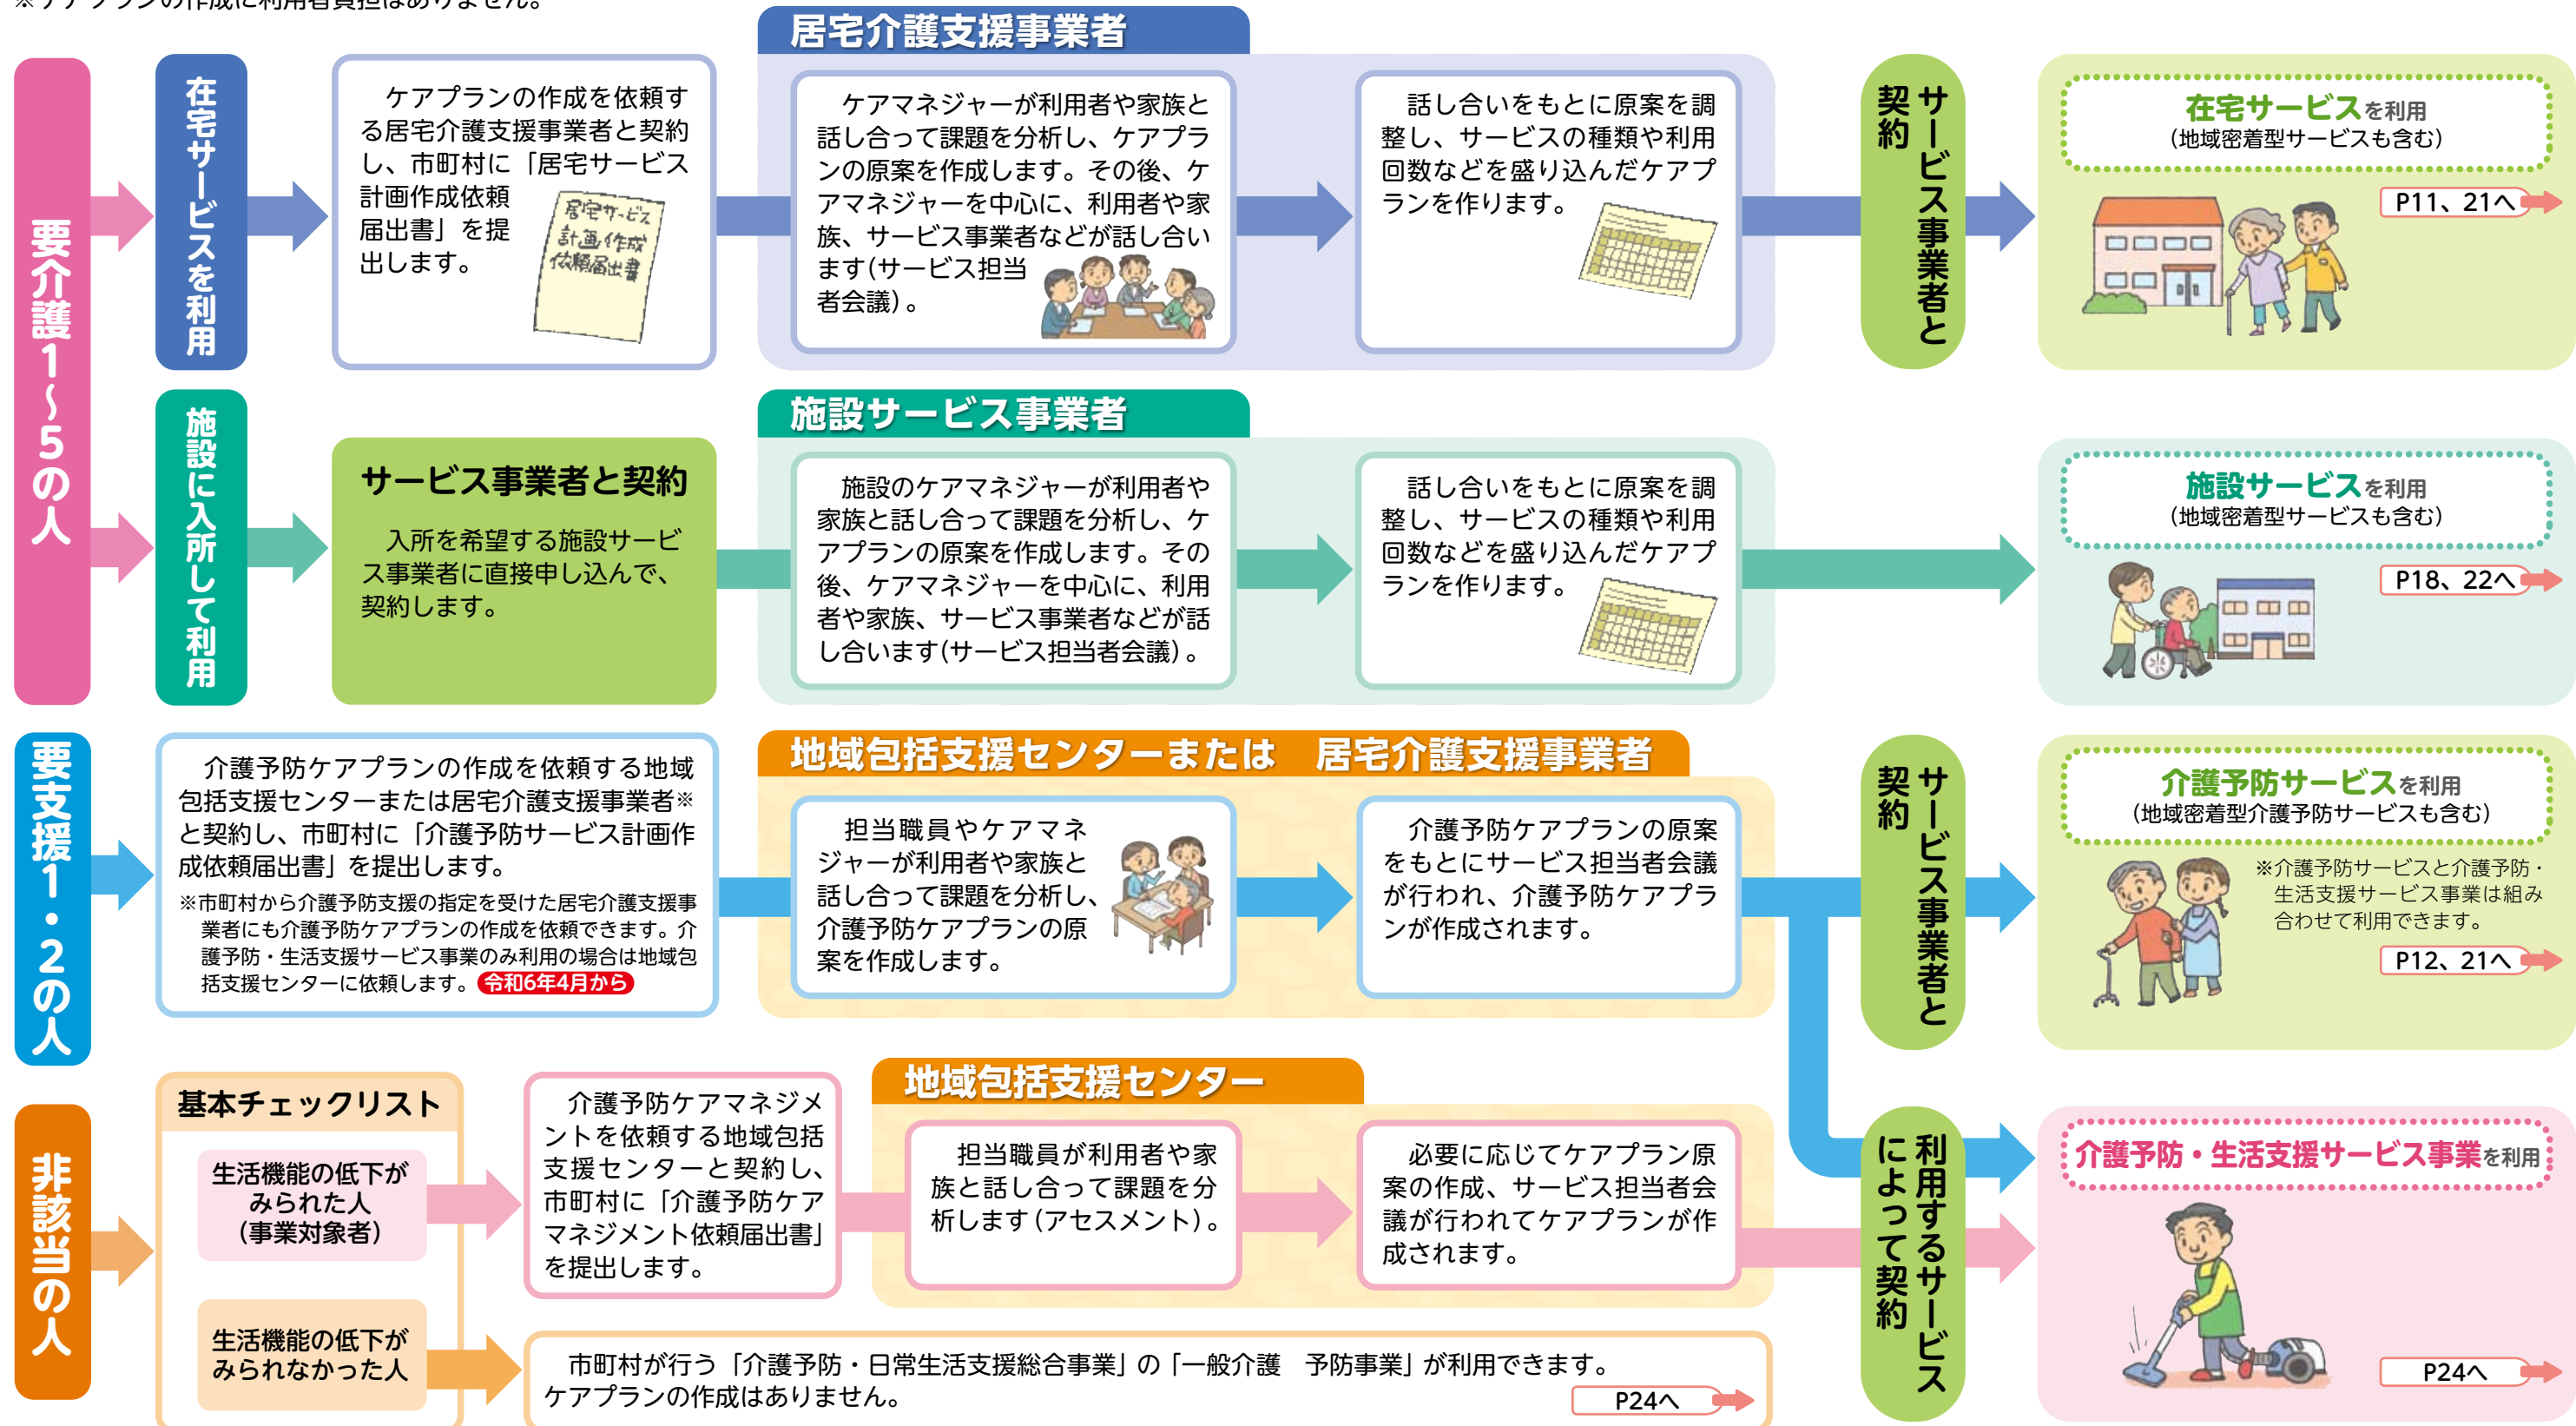 ※ケアプランの作成に利用者負担はありません。
要介護1～5の人
在宅サービスを利用
ケアプランの作成を依頼す
る居宅介護支援事業者と契約
し、市町村に「居宅サービス
計画作成依頼
届出書」を提
出します。
居宅サービス
計画作成
依頼届出書
居宅介護支援事業者
ケアマネジャーが利用者や家族と
話し合って課題を分析し、ケアプラ
ンの原案を作成します。その後、ケ
アマネジャーを中心に、利用者や家
族、サービス事業者などが話し合い
ます(サービス担当
者会議)。
話し合いをもとに原案を調
整し、サービスの種類や利用
回数などを盛り込んだケアプ
ランを作ります。
サービス事業者と
契約
在宅サービスを利用
(地域密着型サービスも含む)
P11、21へ
施設に入所して利用
サービス事業者と契約
入所を希望する施設サービ
ス事業者に直接申し込んで、
契約します。
施設サービス事業者
施設のケアマネジャーが利用者や
家族と話し合って課題を分析し、ケ
アプランの原案を作成します。その
後、ケアマネジャーを中心に、利用
者や家族、サービス事業者などが話
し合います(サービス担当者会議)。
話し合いをもとに原案を調
整し、サービスの種類や利用
回数などを盛り込んだケアプ
ランを作ります。
施設サービスを利用
(地域密着型サービスも含む)
P18、22へ
要支援1・2の人
介護予防ケアプランの作成を依頼する地域
包括支援センターまたは居宅介護支援事業者※
と契約し、市町村に「介護予防サービス計画作
成依頼届出書」を提出します。
※市町村から介護予防支援の指定を受けた居宅介護支援事
業者にも介護予防ケアプランの作成を依頼できます。介
護予防・生活支援サービス事業のみ利用の場合は地域包
括支援センターに依頼します。 令和6年4月から
地域包括支援センターまたは　居宅介護支援事業者
担当職員やケアマネ
ジャーが利用者や家族と
話し合って課題を分析し、
介護予防ケアプランの原
案を作成します。
介護予防ケアプランの原案
をもとにサービス担当者会議
が行われ、介護予防ケアプラ
ンが作成されます。
サービス事業者と
契約
介護予防サービスを利用
(地域密着型介護予防サービスも含む)
※介護予防サービスと介護予防・
生活支援サービス事業は組み
合わせて利用できます。
P12、21へ
非該当の人
基本チェックリスト
生活機能の低下が
みられた人
(事業対象者)
介護予防ケアマネジメ
ントを依頼する地域包括
支援センターと契約し、
市町村に「介護予防ケア
マネジメント依頼届出書」
を提出します。
地域包括支援センター
担当職員が利用者や家
族と話し合って課題を分
析します(アセスメント)。
必要に応じてケアプラン原
案の作成、サービス担当者会
議が行われてケアプランが作
成されます。
利用するサービス
によって契約
介護予防・生活支援サービス事業を利用
P24へ
生活機能の低下が
みられなかった人
市町村が行う「介護予防・日常生活支援総合事業」の「一般介護　予防事業」が利用できます。
ケアプランの作成はありません。
P24へ